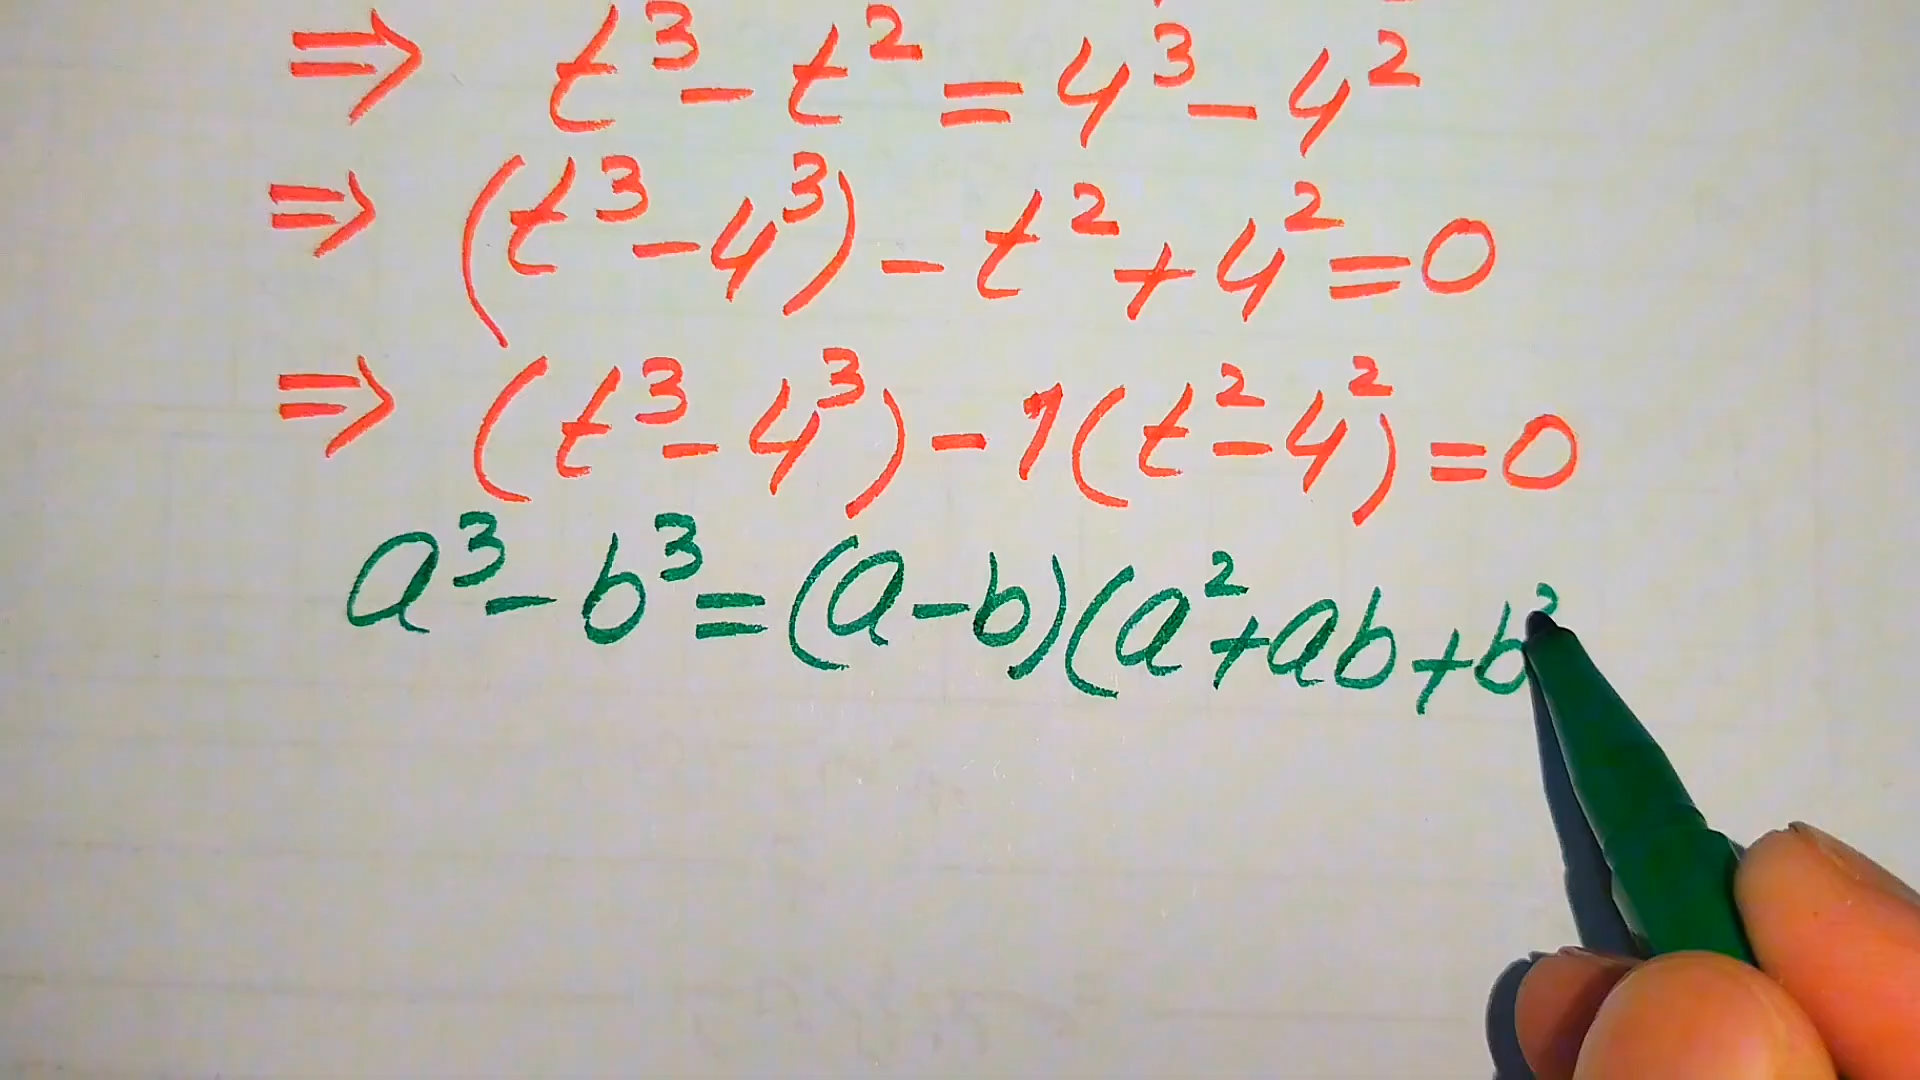 ⇒ t³ - t² = 4³ - 4²
⇒ (t³ - 4³) - t² + 4² = 0
⇒ (t³ - 4³) - 1(t² - 4²) = 0
a³ - b³ = (a - b)(a² + ab + b²